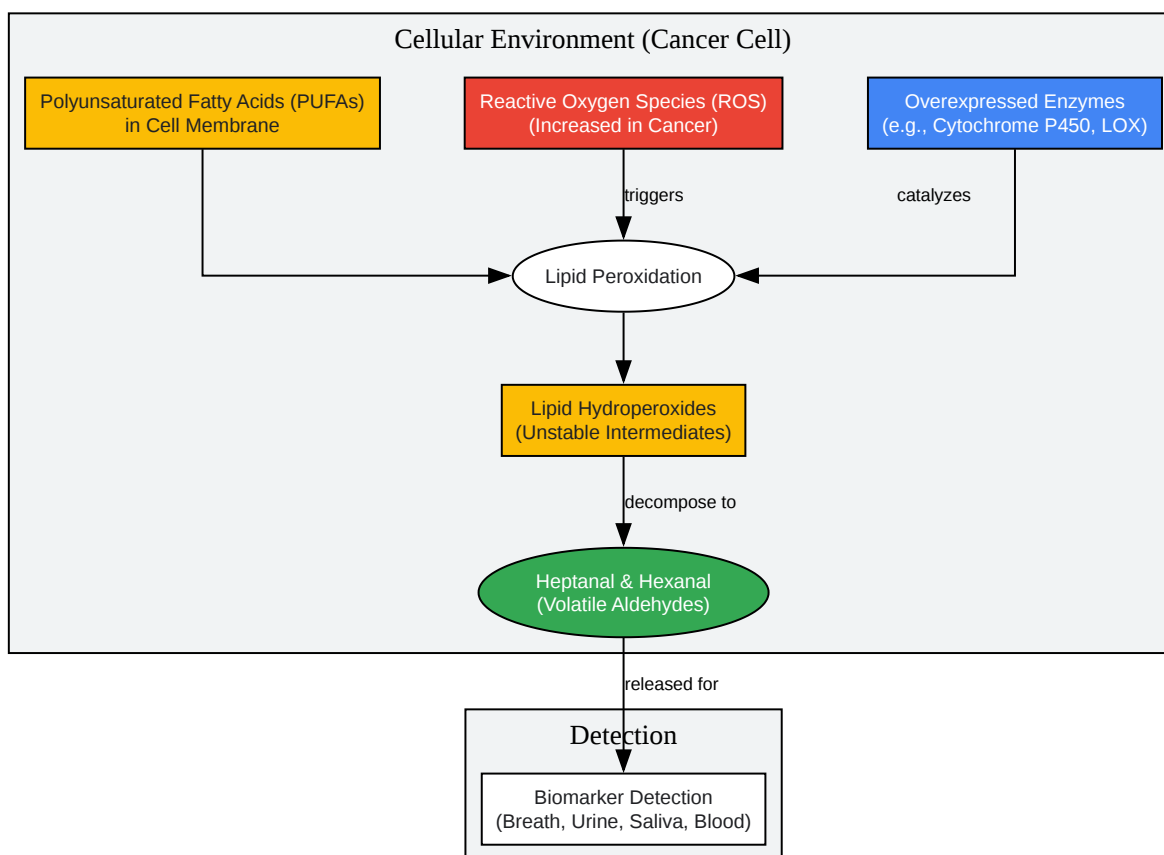 Cellular Environment (Cancer Cell)
Polyunsaturated Fatty Acids (PUFAs)
in Cell Membrane
Reactive Oxygen Species (ROS)
(Increased in Cancer)
Overexpressed Enzymes
(e.g., Cytochrome P450, LOX)
triggers
catalyzes
Lipid Peroxidation
Lipid Hydroperoxides
(Unstable Intermediates)
decompose to
Heptanal & Hexanal
(Volatile Aldehydes)
released for
Detection
Biomarker Detection
(Breath, Urine, Saliva, Blood)